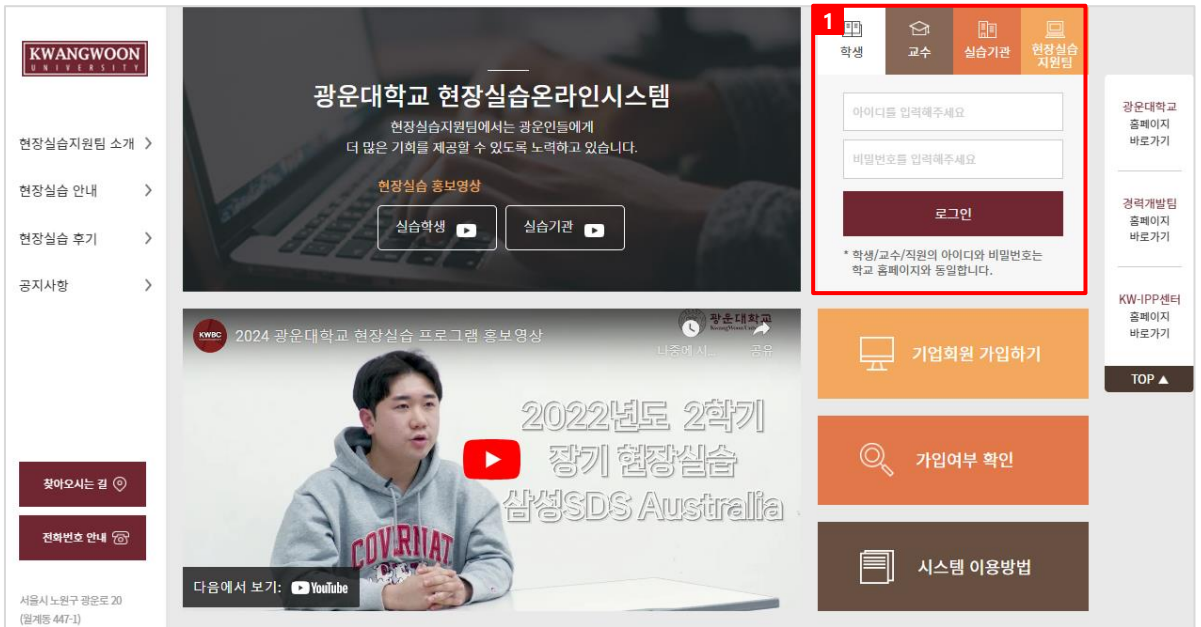 KWANGWOON
UNIVERSITY
현장실습지원팀 소개
현장실습 안내
현장실습 후기
공지사항
찾아오시는 길
전화번호 안내
서울시 노원구 광운로 20
(월계동 447-1)
광운대학교 현장실습온라인시스템
현장실습지원팀에서는 광운인들에게
더 많은 기회를 제공할 수 있도록 노력하고 있습니다.
현장실습 홍보영상
실습학생
실습기관
KWBC
2024 광운대학교 현장실습 프로그램 홍보영상
광운대학교
나중에 시...
공유
2022년도 2학기
장기 현장실습
삼성SDS Australia
COVERNAT
다음에서 보기: YouTube
1
학생
교수
실습기관
현장실습
지원팀
아이디를 입력해주세요
비밀번호를 입력해주세요
로그인
* 학생/교수/직원의 아이디와 비밀번호는
학교 홈페이지와 동일합니다.
기업회원 가입하기
가입여부 확인
시스템 이용방법
광운대학교
홈페이지
바로가기
경력개발팀
홈페이지
바로가기
KW-IPP센터
홈페이지
바로가기
TOP ▲